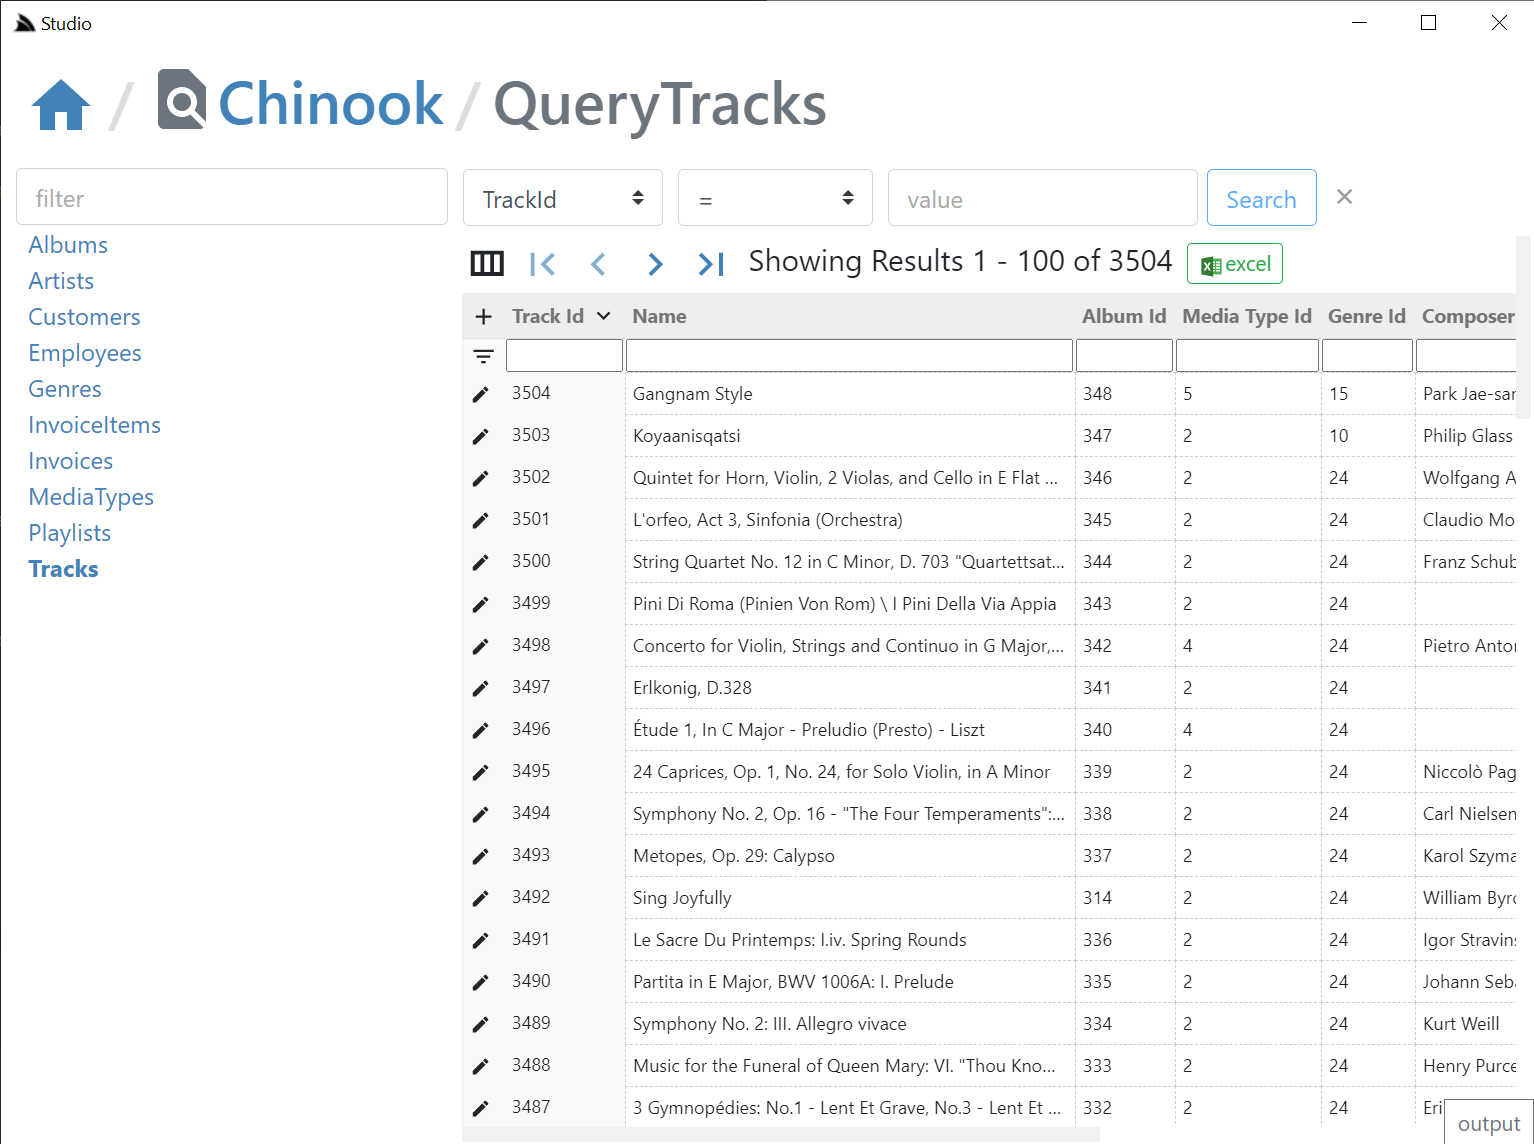 Studio
/ Chinook / QueryTracks
filter
TrackId = value Search ×
Albums
Artists
Customers
Employees
Genres
InvoiceItems
Invoices
MediaTypes
Playlists
Tracks
Showing Results 1 - 100 of 3504 excel
+ Track Id Name Album Id Media Type Id Genre Id Composer
3504 Gangnam Style 348 5 15 Park Jae-sar
3503 Koyaanisqatsi 347 2 10 Philip Glass
3502 Quintet for Horn, Violin, 2 Violas, and Cello in E Flat ... 346 2 24 Wolfgang A
3501 L'orfeo, Act 3, Sinfonia (Orchestra) 345 2 24 Claudio Mo
3500 String Quartet No. 12 in C Minor, D. 703 "Quartettsat... 344 2 24 Franz Schub
3499 Pini Di Roma (Pinien Von Rom) \ I Pini Della Via Appia 343 2 24
3498 Concerto for Violin, Strings and Continuo in G Major,... 342 4 24 Pietro Anto
3497 Erlkonig, D.328 341 2 24
3496 Étude 1, In C Major - Preludio (Presto) - Liszt 340 4 24
3495 24 Caprices, Op. 1, No. 24, for Solo Violin, in A Minor 339 2 24 Niccolò Pag
3494 Symphony No. 2, Op. 16 - "The Four Temperaments":... 338 2 24 Carl Nielsen
3493 Metopes, Op. 29: Calypso 337 2 24 Karol Szyma
3492 Sing Joyfully 314 2 24 William Byrd
3491 Le Sacre Du Printemps: I.iv. Spring Rounds 336 2 24 Igor Stravins
3490 Partita in E Major, BWV 1006A: I. Prelude 335 2 24 Johann Seba
3489 Symphony No. 2: III. Allegro vivace 334 2 24 Kurt Weill
3488 Music for the Funeral of Queen Mary: VI. "Thou Kno... 333 2 24 Henry Purce
3487 3 Gymnopédies: No.1 - Lent Et Grave, No.3 - Lent Et ... 332 2 24 Eri
output